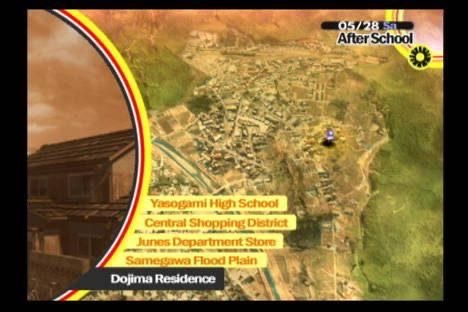 05/28 Sa
After School
Yasogami High School
Central Shopping District
Junes Department Store
Samegawa Flood Plain
Dojima Residence